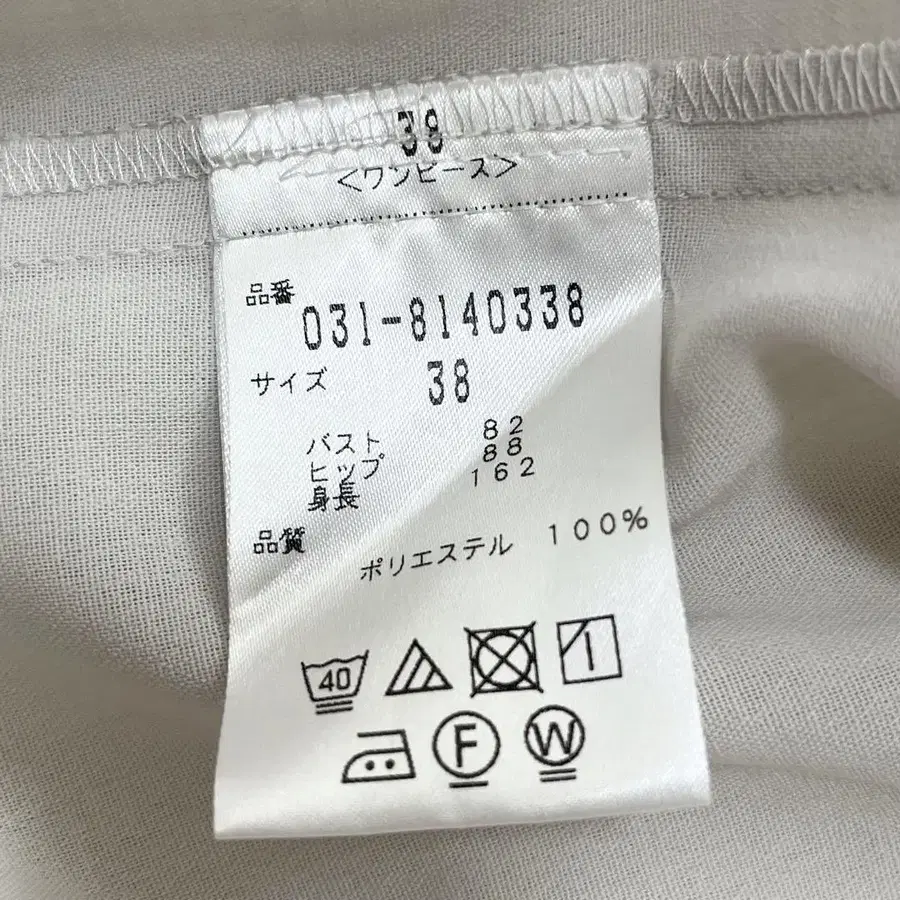 38
<ワンピース>
品番
031-8140338
サイズ 38
バスト 82
ヒップ 88
身長 162
品質
ポリエステル 100%
40
F W